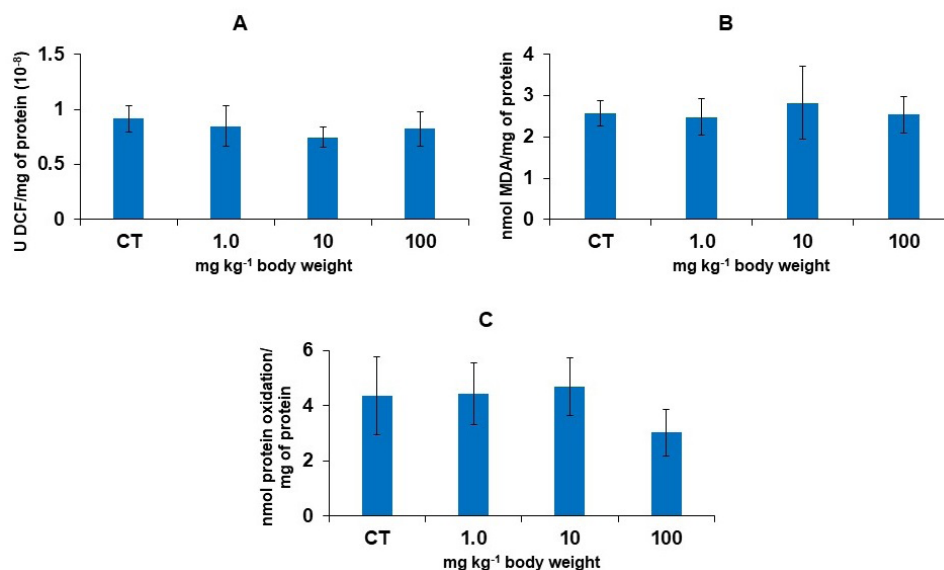 A
U DCF/mg of protein (10⁻⁸)
1.5
1
0.5
0
CT 1.0 10 100
mg kg⁻¹ body weight
B
nmol MDA/mg of protein
4
3
2
1
0
CT 1.0 10 100
mg kg⁻¹ body weight
C
nmol protein oxidation/
mg of protein
6
4
2
0
CT 1.0 10 100
mg kg⁻¹ body weight